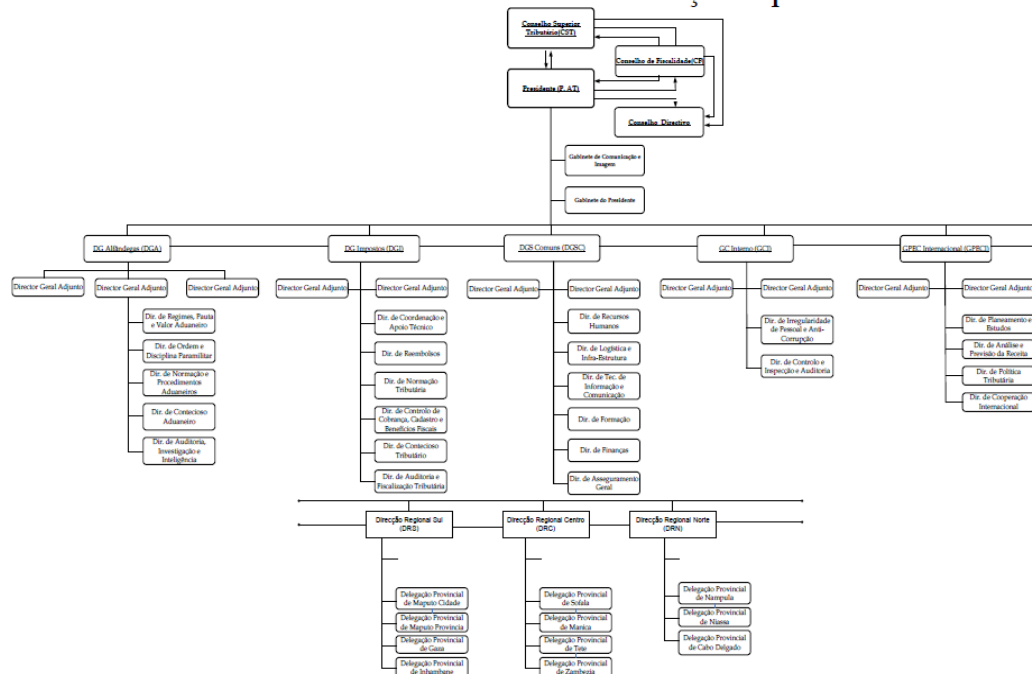 Conselho Superior
Tributário(CST)
Conselho de Fiscalidade(CF)
Presidente (P. AT)
Conselho Directivo
Gabinete de Comunicação e
Imagem
Gabinete do Presidente
DG Alfândegas (DGA)
DG Impostos (DGI)
DGS Comuns (DGSC)
GC Interno (GCI)
GPEC Internacional (GPECI)
Director Geral Adjunto
Director Geral Adjunto
Director Geral Adjunto
Director Geral Adjunto
Director Geral Adjunto
Director Geral Adjunto
Director Geral Adjunto
Director Geral Adjunto
Director Geral Adjunto
Director Geral Adjunto
Director Geral Adjunto
Dir. de Regimes, Pauta
e Valor Aduaneiro
Dir. de Ordem e
Disciplina Paramilitar
Dir. de Normação e
Procedimentos
Aduaneiros
Dir. de Contecioso
Aduaneiro
Dir. de Auditoria,
Investigação e
Inteligência
Dir. de Coordenação e
Apoio Técnico
Dir. de Reembolsos
Dir. de Normação
Tributária
Dir. de Controlo de
Cobrança, Cadastro e
Benefícios Fiscais
Dir. de Contecioso
Tributário
Dir. de Auditoria e
Fiscalização Tributária
Dir. de Recursos
Humanos
Dir. de Logística e
Infra-Estrutura
Dir. de Tec. de
Informação e
Comunicação
Dir. de Formação
Dir. de Finanças
Dir. de Asseguramento
Geral
Dir. de Irregularidade
de Pessoal e Anti-
Corrupção
Dir. de Controlo e
Inspecção e Auditoria
Dir. de Planeamento e
Estudos
Dir. de Análise e
Previsão da Receita
Dir. de Política
Tributária
Dir. de Cooperação
Internacional
Direcção Regional Sul
(DRS)
Direcção Regional Centro
(DRC)
Direcção Regional Norte
(DRN)
Delegação Provincial
de Maputo Cidade
Delegação Provincial
de Maputo Província
Delegação Provincial
de Gaza
Delegação Provincial
de Inhambane
Delegação Provincial
de Sofala
Delegação Provincial
de Manica
Delegação Provincial
de Tete
Delegação Provincial
de Zambezia
Delegação Provincial
de Nampula
Delegação Provincial
de Niassa
Delegação Provincial
de Cabo Delgado